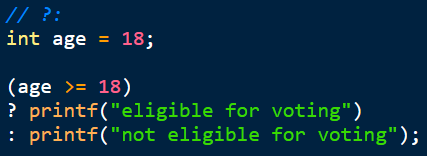 // ?:
int age = 18;
(age >= 18)
? printf("eligible for voting")
: printf("not eligible for voting");